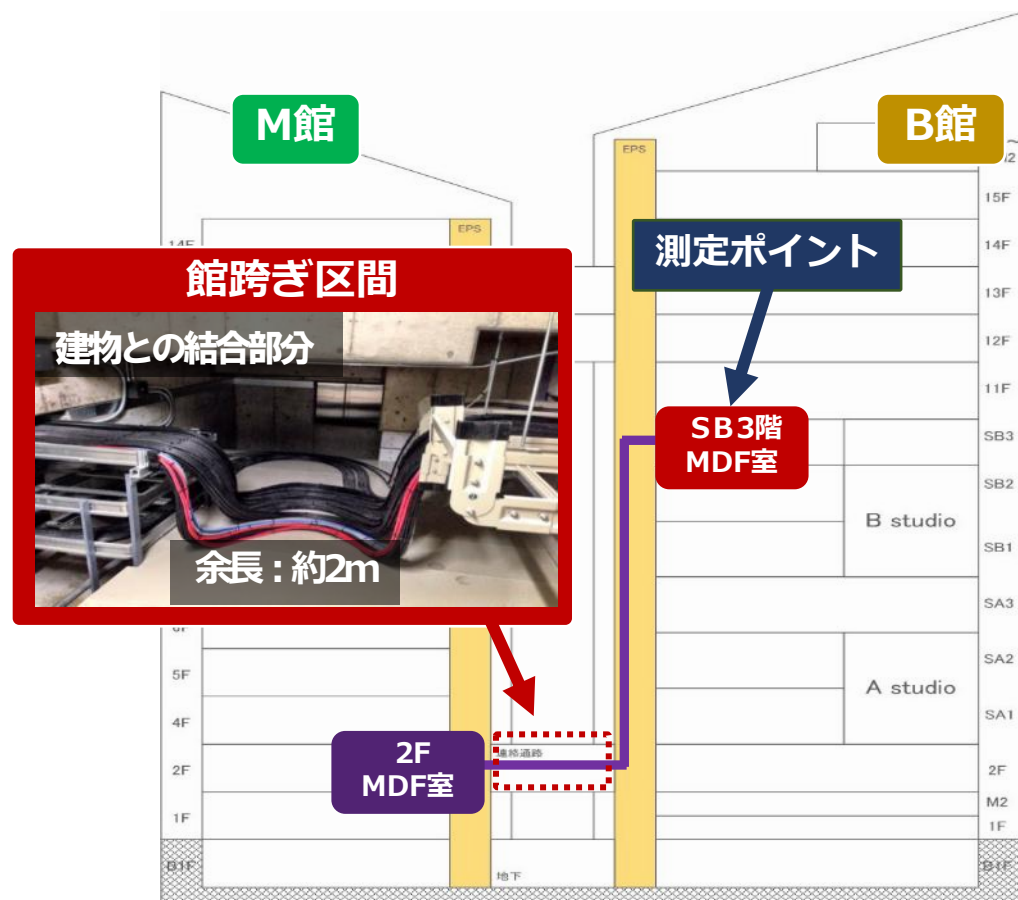 M館
B館
EPS
EPS
15F
14F
14F
13F
12F
11F
測定ポイント
館跨ぎ区間
建物との結合部分
余長：約2m
SB3階
MDF室
SB3
SB2
B studio
SB1
SA3
SA2
A studio
SA1
5F
4F
2F
1F
B1F
2F
MDF室
連絡通路
2F
M2
1F
B1F
地下